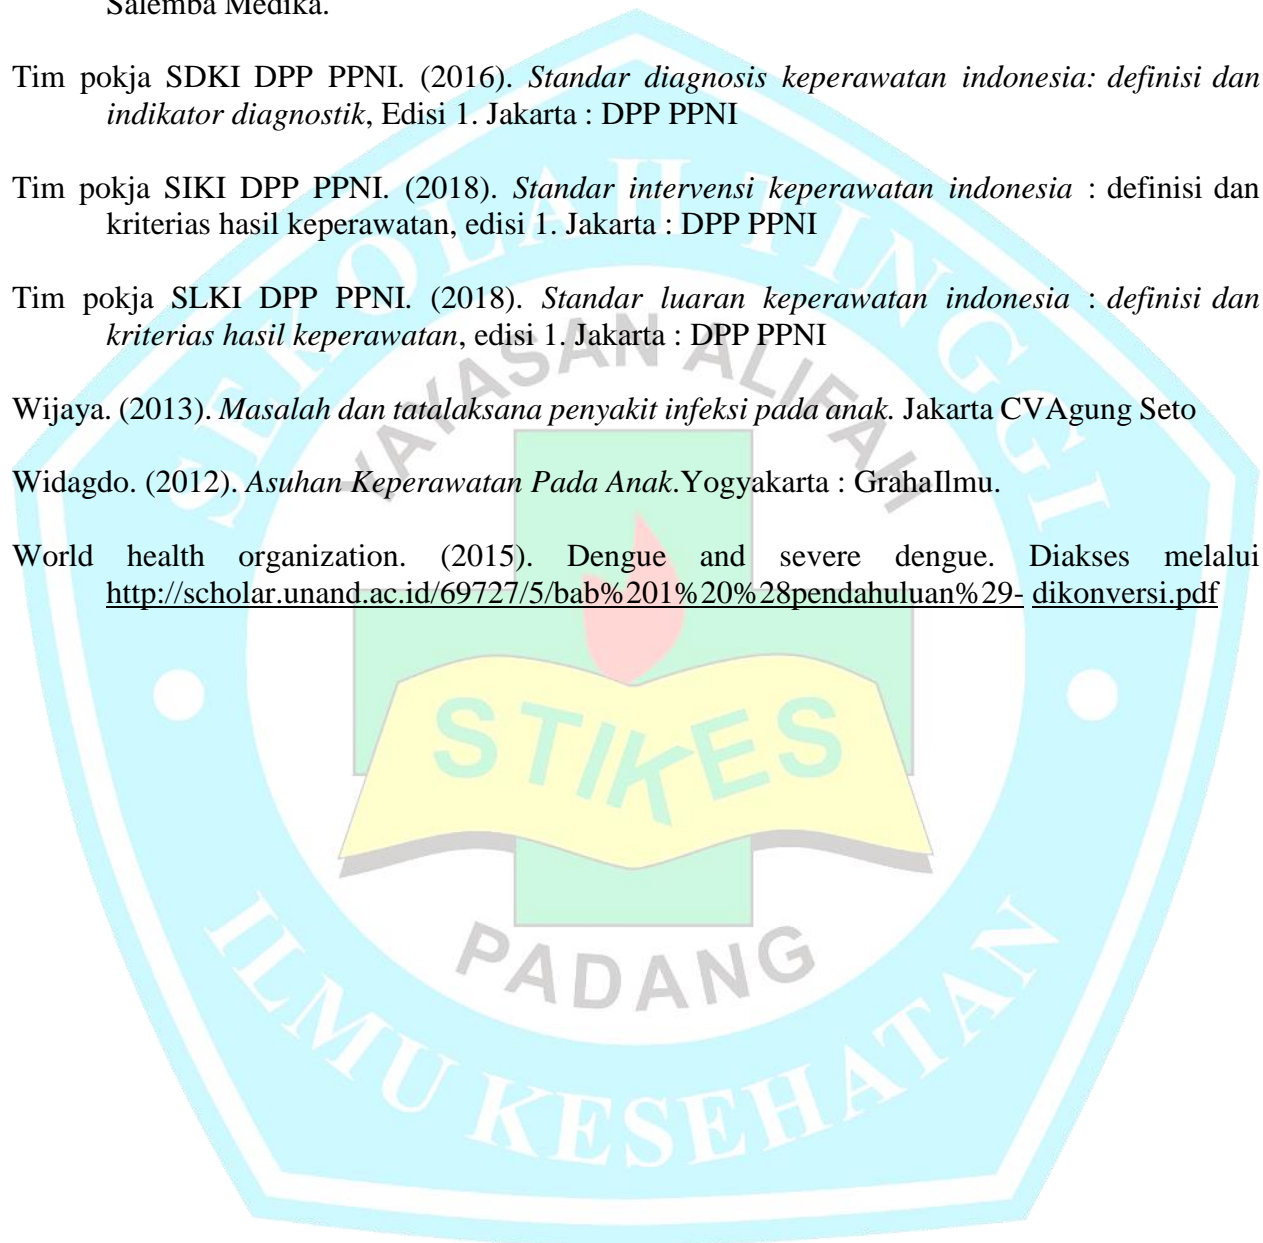 Salemba Medika.
Tim pokja SDKI DPP PPNI. (2016). Standar diagnosis keperawatan indonesia: definisi dan
indikator diagnostik, Edisi 1. Jakarta : DPP PPNI
Tim pokja SIKI DPP PPNI. (2018). Standar intervensi keperawatan indonesia : definisi dan
kriterias hasil keperawatan, edisi 1. Jakarta : DPP PPNI
Tim pokja SLKI DPP PPNI. (2018). Standar luaran keperawatan indonesia : definisi dan
kriterias hasil keperawatan, edisi 1. Jakarta : DPP PPNI
Wijaya. (2013). Masalah dan tatalaksana penyakit infeksi pada anak. Jakarta CVAgung Seto
Widagdo. (2012). Asuhan Keperawatan Pada Anak.Yogyakarta : GrahaIlmu.
World health organization. (2015). Dengue and severe dengue. Diakses melalui
http://scholar.unand.ac.id/69727/5/bab%201%20%28pendahuluan%29- dikonversi.pdf
SEKOLAH TINGGI
YAYASAN ALIFAH
STIKES
PADANG
ILMU KESEHATAN